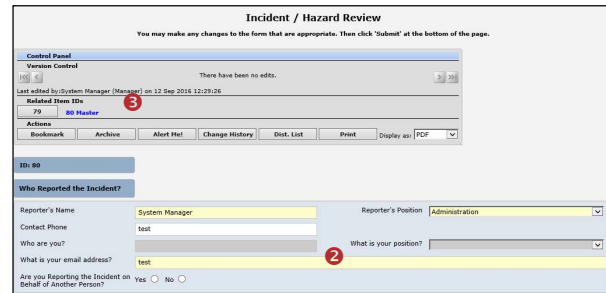 Incident / Hazard Review
You may make any changes to the form that are appropriate. Then click 'Submit' at the bottom of the page.
Control Panel
Version Control
There have been no edits.
Last edited by:System Manager (Manager) on 12 Sep 2016 12:29:26
3
Related Item IDs
79 80 Master
Actions
Bookmark Archive Alert Me! Change History Dist. List Print Display as: PDF
ID: 80
Who Reported the Incident?
Reporter's Name System Manager Reporter's Position Administration
Contact Phone test
Who are you? What is your position?
What is your email address? test 2
Are you Reporting the Incident on Behalf of Another Person? Yes No